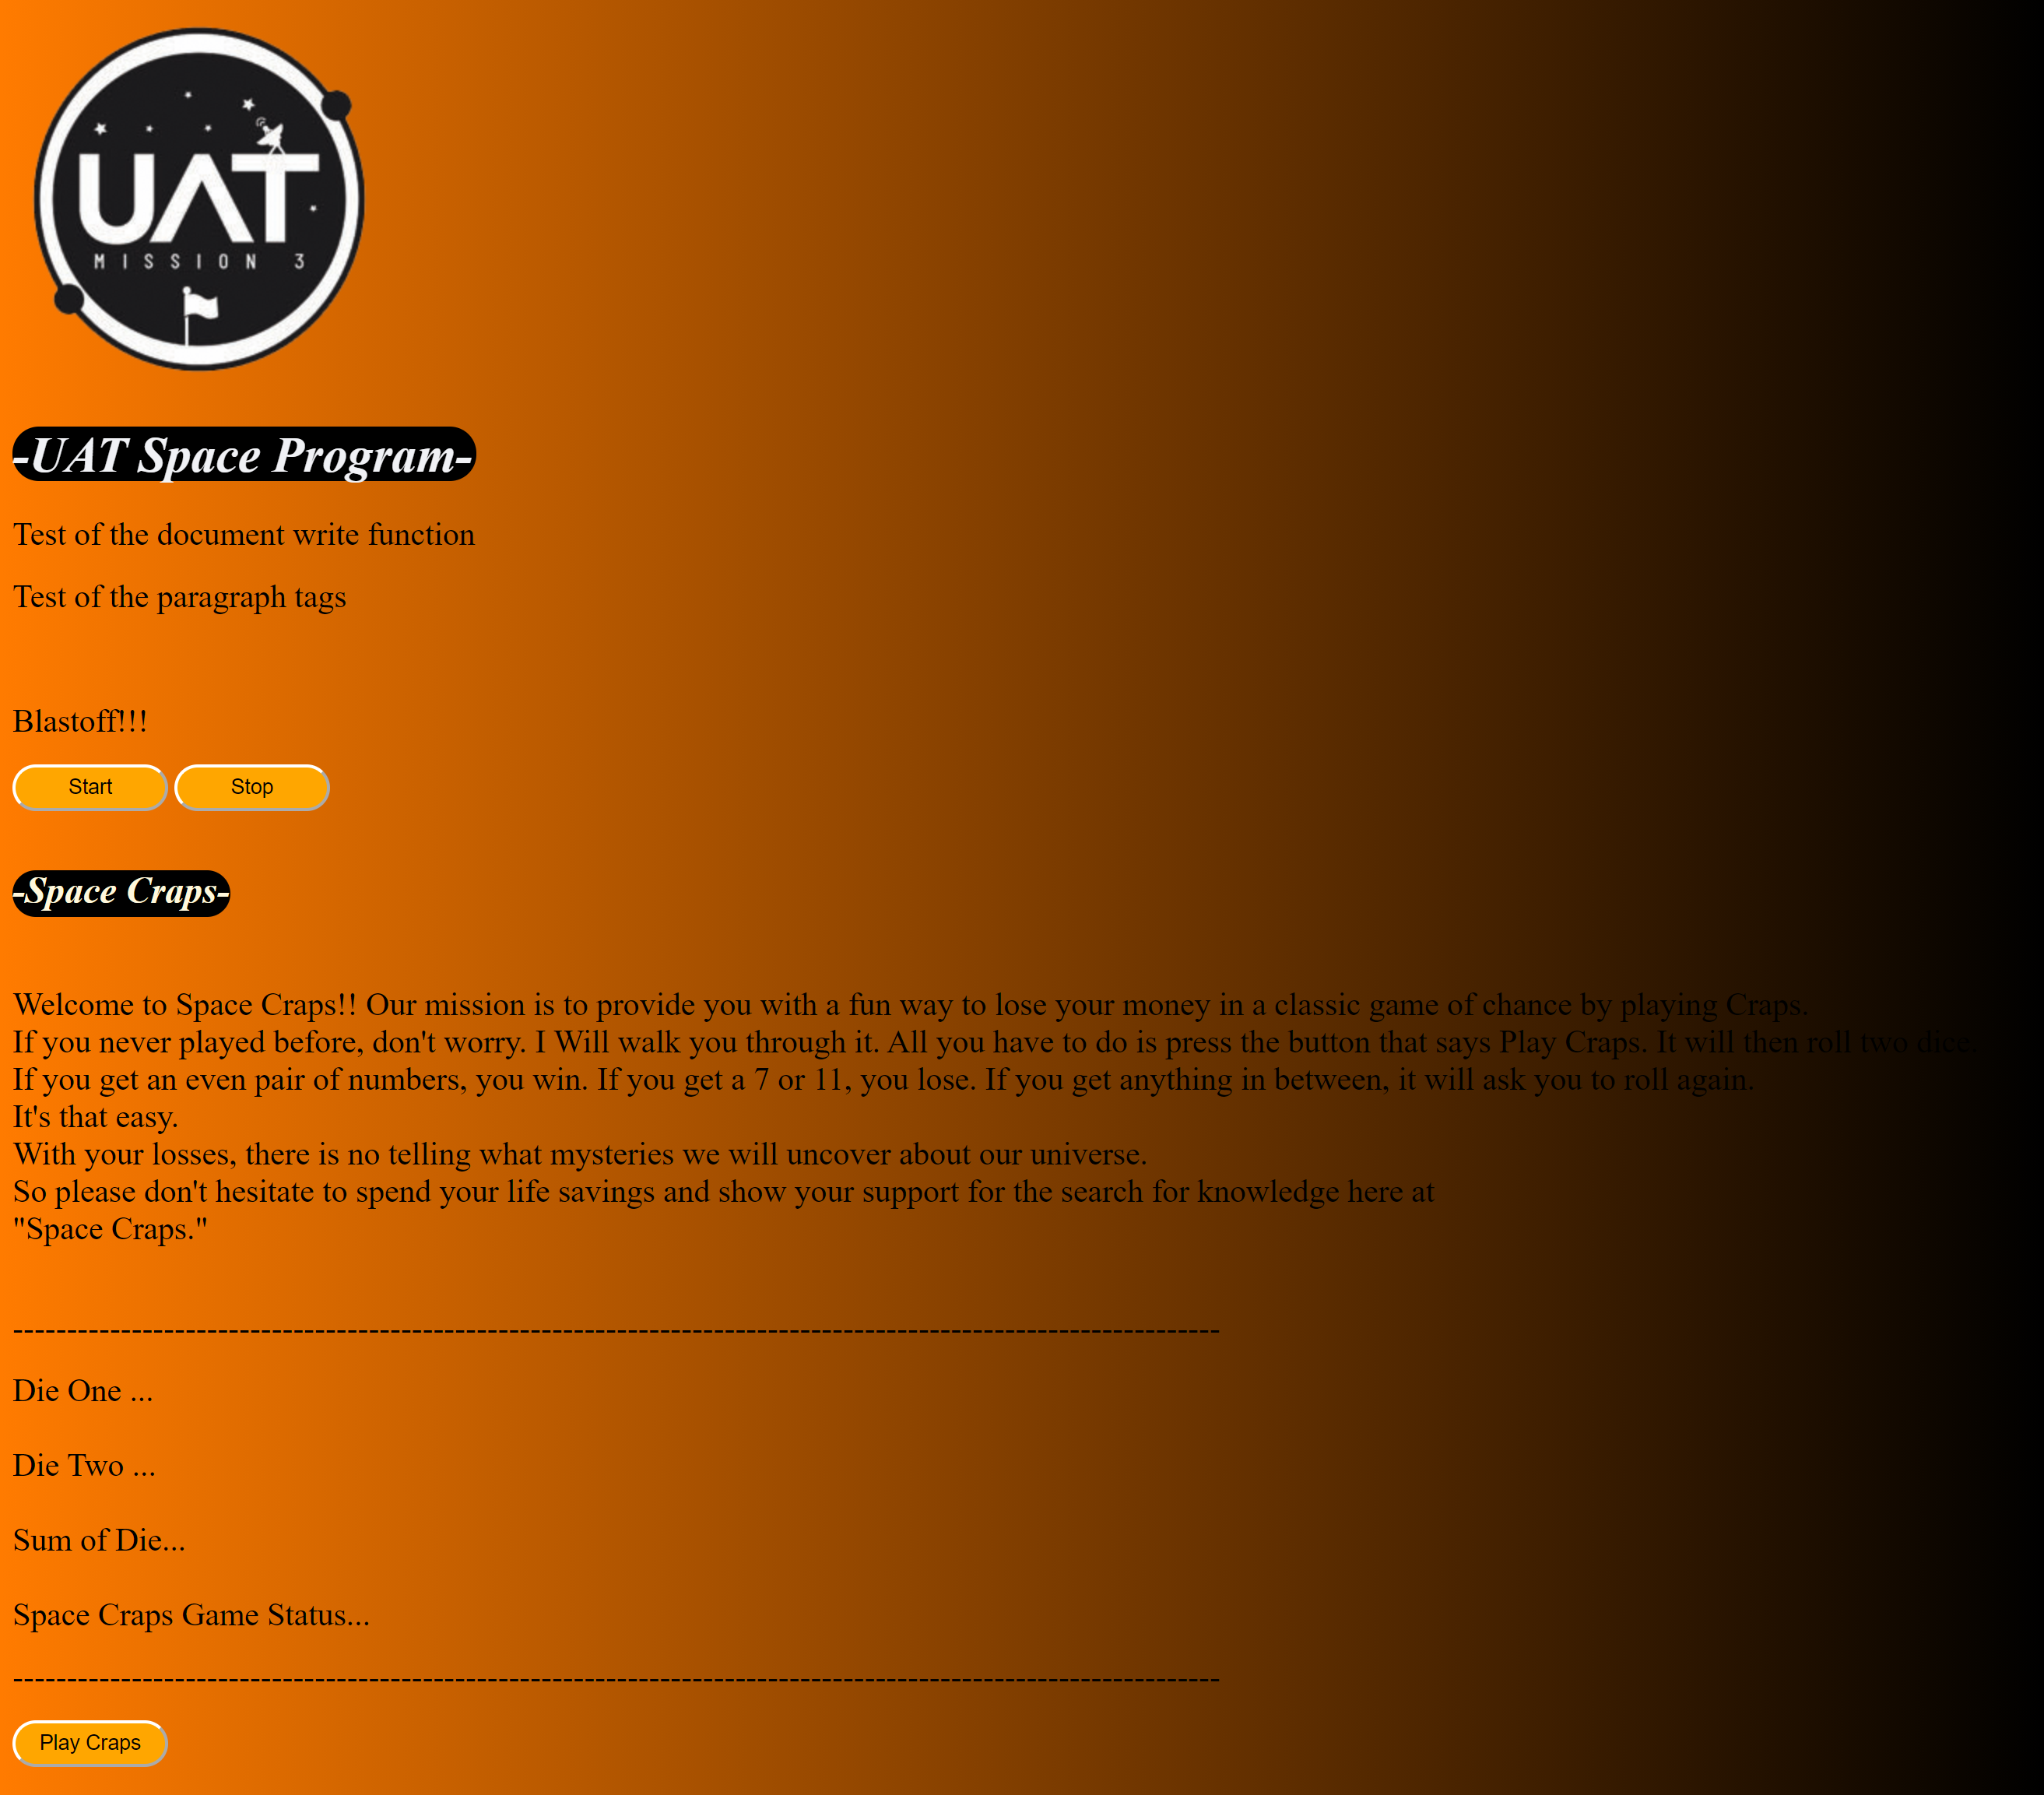 UAT
MISSION 3
-UAT Space Program-
Test of the document write function
Test of the paragraph tags
Blastoff!!!
Start Stop
-Space Craps-
Welcome to Space Craps!! Our mission is to provide you with a fun way to lose your money in a classic game of chance by playing Craps.
If you never played before, don't worry. I Will walk you through it. All you have to do is press the button that says Play Craps. It will then roll two dice.
If you get an even pair of numbers, you win. If you get a 7 or 11, you lose. If you get anything in between, it will ask you to roll again.
It's that easy.
With your losses, there is no telling what mysteries we will uncover about our universe.
So please don't hesitate to spend your life savings and show your support for the search for knowledge here at
"Space Craps."
----------------------------------------------------------------------------------------------------------------
Die One ...
Die Two ...
Sum of Die...
Space Craps Game Status...
----------------------------------------------------------------------------------------------------------------
Play Craps